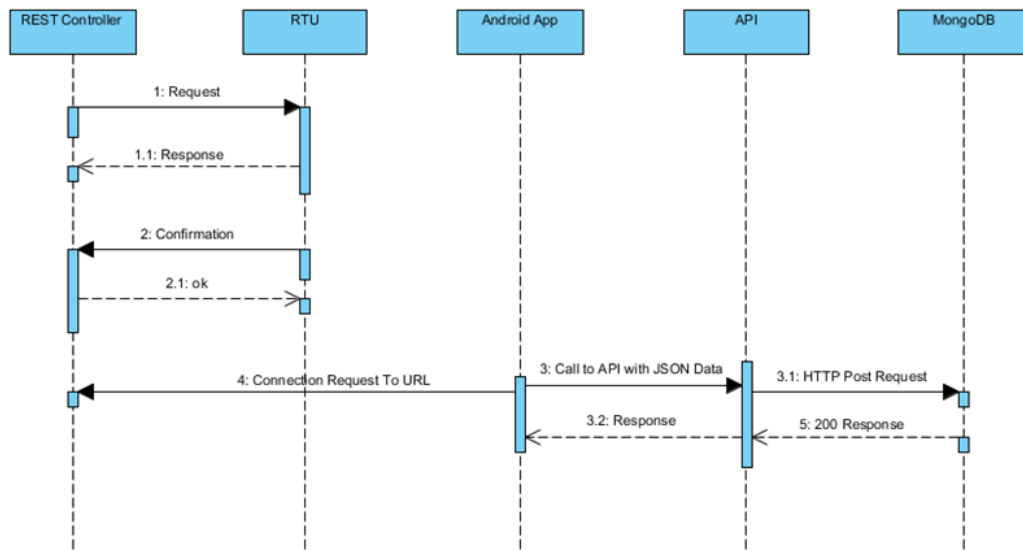 REST Controller
RTU
Android App
API
MongoDB
1: Request
1.1: Response
2: Confirmation
2.1: ok
3: Call to API with JSON Data
3.1: HTTP Post Request
4: Connection Request To URL
3.2: Response
5: 200 Response